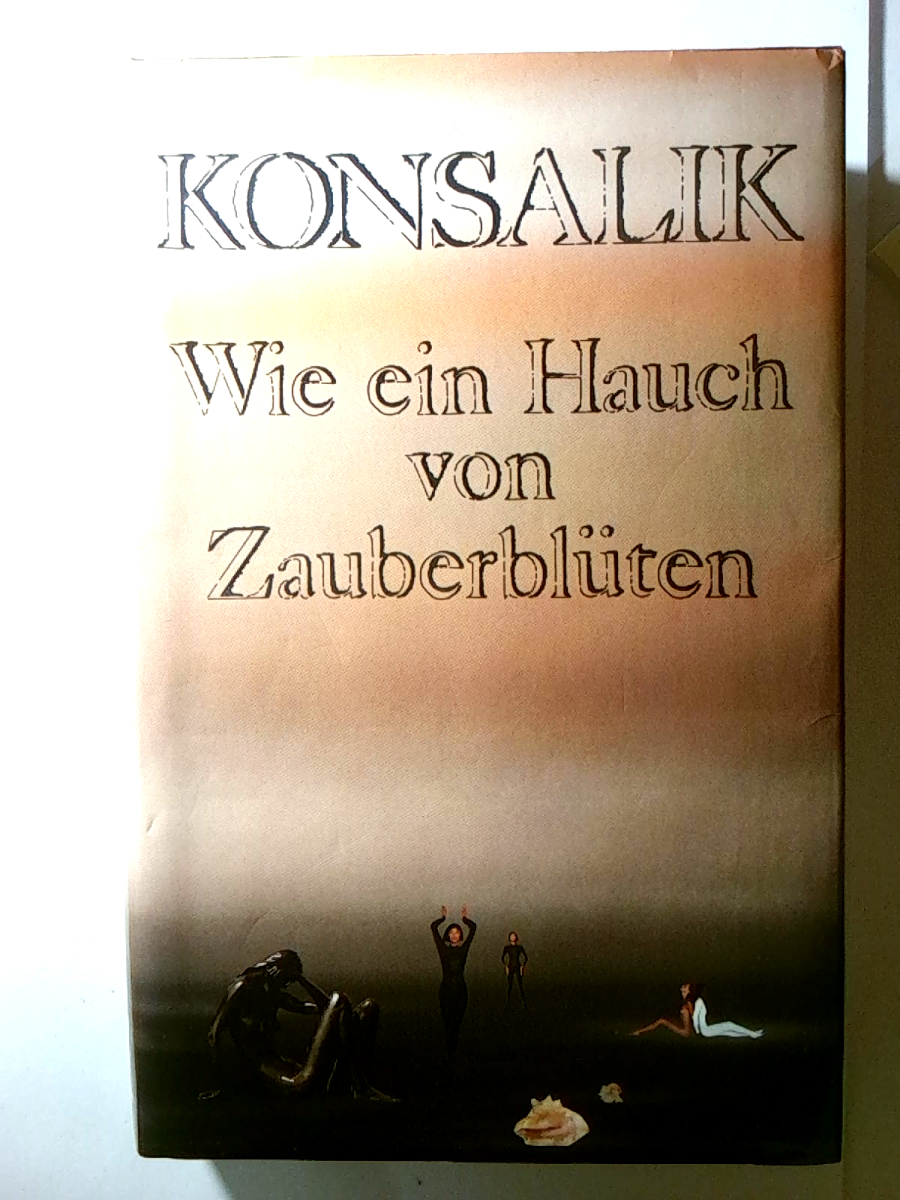 KONSALIK
Wie ein Hauch
von
Zauberblüten